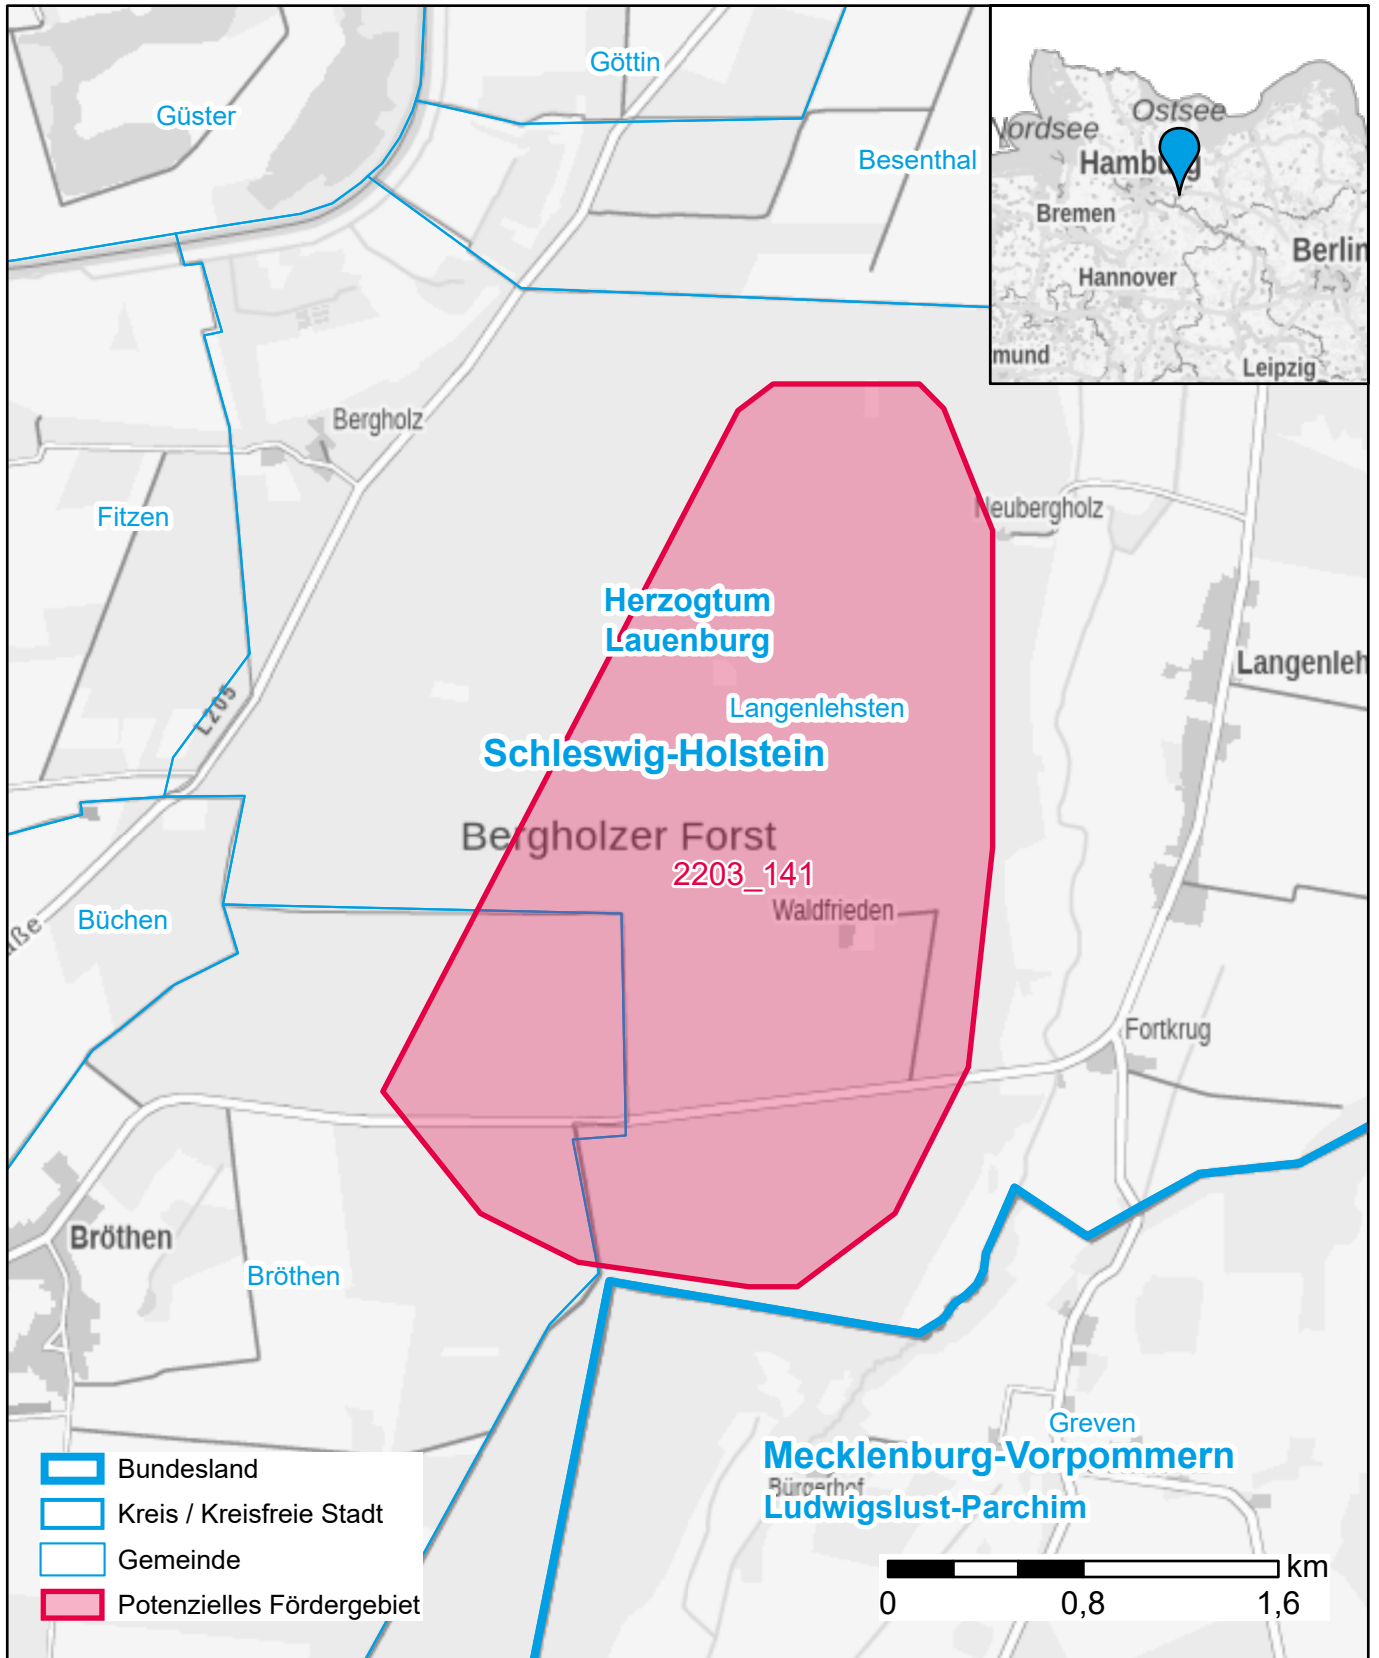 Göttin
Güster
Besenthal
Nordsee
Ostsee
Hamburg
Bremen
Berlin
Hannover
mund
Leipzig
Bergholz
Neubergholz
Fitzen
Herzogtum
Lauenburg
Langenleh
L205
Langenlehsten
Schleswig-Holstein
Bergholzer Forst
2203_141
Waldfrieden
Büchen
aße
Fortkrug
Bröthen
Bröthen
Greven
Mecklenburg-Vorpommern
Bürgerhof
Ludwigslust-Parchim
Bundesland
Kreis / Kreisfreie Stadt
Gemeinde
Potenzielles Fördergebiet
km
0 0,8 1,6